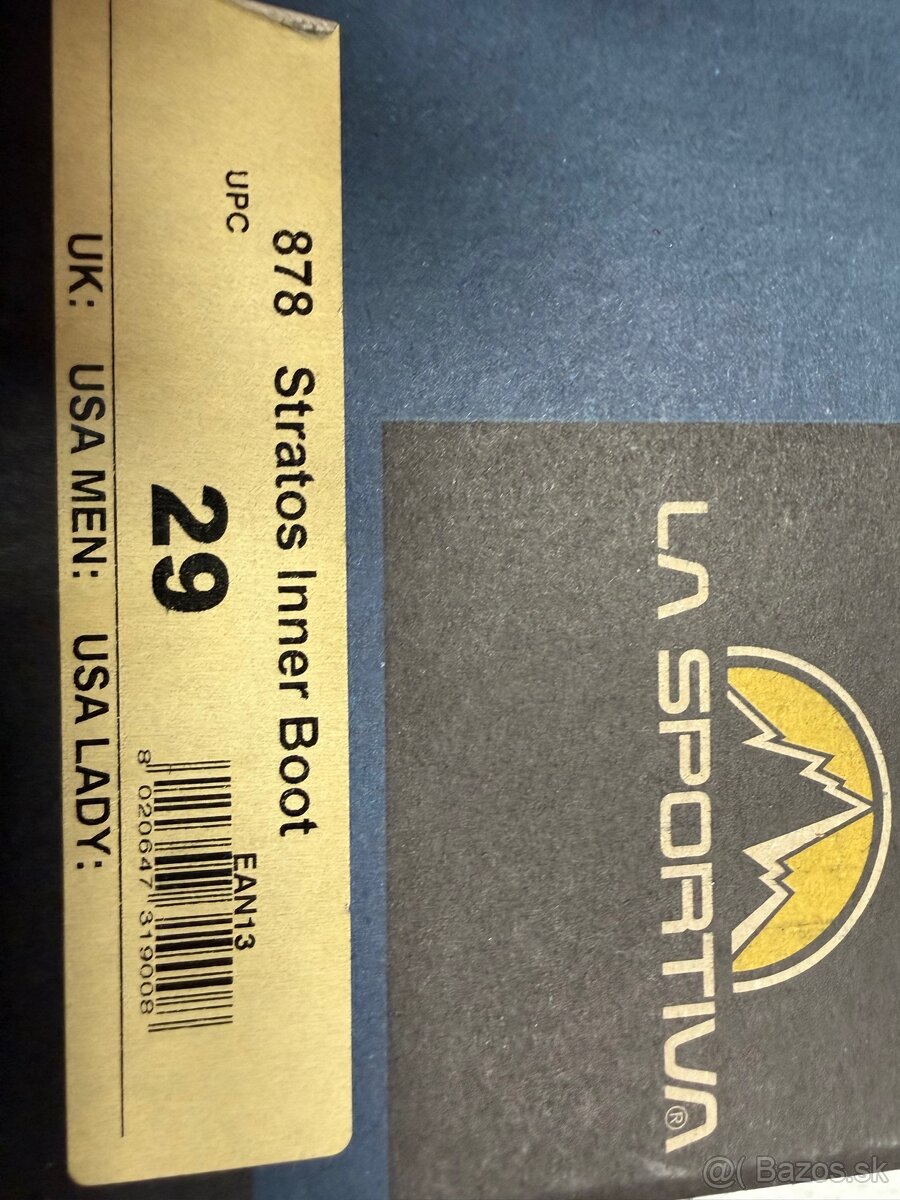 878 Stratos Inner Boot
UPC
EAN13
29
8 020647 319008
UK: USA MEN: USA LADY:
LA SPORTIVA®
@( Bazos.sk